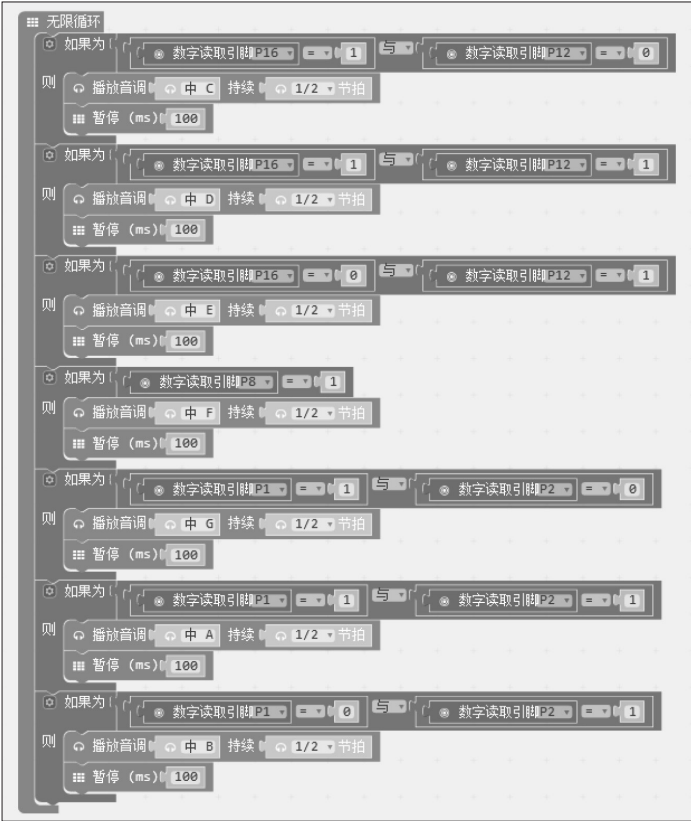 无限循环
如果为 数字读取引脚 P16 = 1 与 数字读取引脚 P12 = 0
则 播放音调 中 C 持续 1/2 节拍
暂停 (ms) 100
如果为 数字读取引脚 P16 = 1 与 数字读取引脚 P12 = 1
则 播放音调 中 D 持续 1/2 节拍
暂停 (ms) 100
如果为 数字读取引脚 P16 = 0 与 数字读取引脚 P12 = 1
则 播放音调 中 E 持续 1/2 节拍
暂停 (ms) 100
如果为 数字读取引脚 P8 = 1
则 播放音调 中 F 持续 1/2 节拍
暂停 (ms) 100
如果为 数字读取引脚 P1 = 1 与 数字读取引脚 P2 = 0
则 播放音调 中 G 持续 1/2 节拍
暂停 (ms) 100
如果为 数字读取引脚 P1 = 1 与 数字读取引脚 P2 = 1
则 播放音调 中 A 持续 1/2 节拍
暂停 (ms) 100
如果为 数字读取引脚 P1 = 0 与 数字读取引脚 P2 = 1
则 播放音调 中 B 持续 1/2 节拍
暂停 (ms) 100